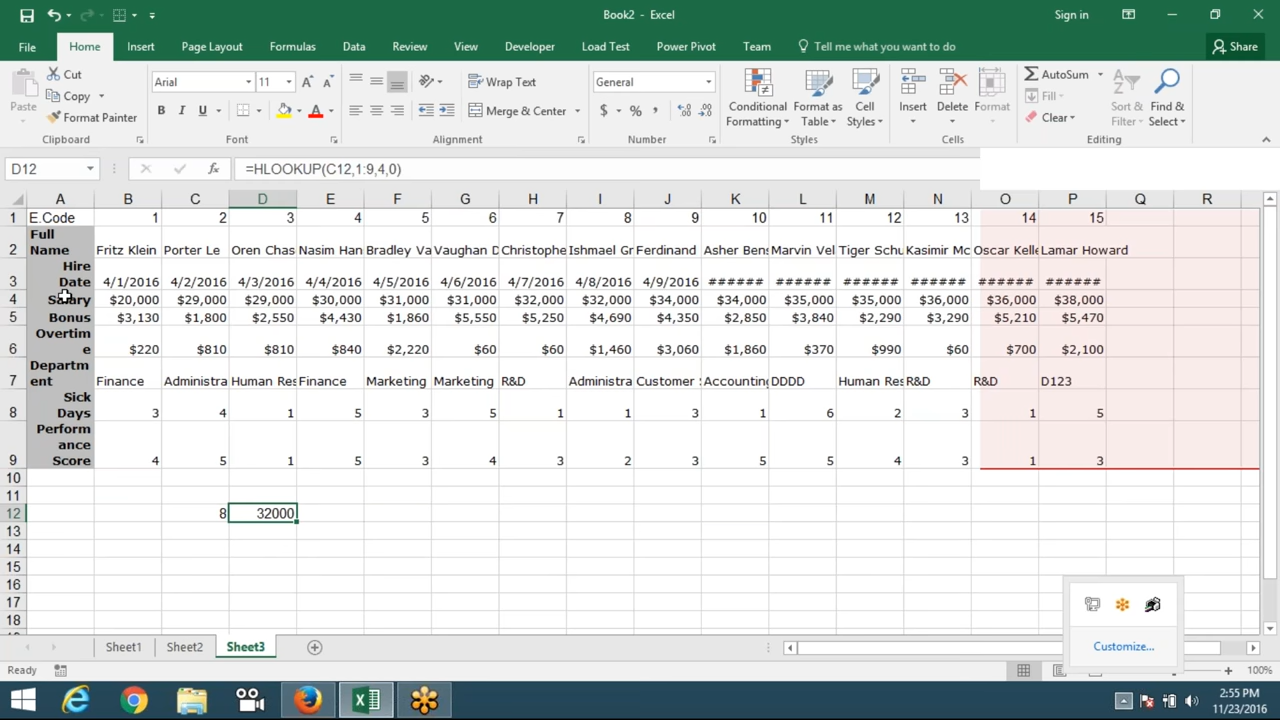 Book2 - Excel
Sign in
File Home Insert Page Layout Formulas Data Review View Developer Load Test Power Pivot Team Tell me what you want to do Share
Paste Cut Copy Format Painter
Arial 11
B I U
Wrap Text
Merge & Center
General
$ % ,
Conditional Formatting Format as Table Cell Styles
Insert Delete Format
AutoSum Fill Clear
Sort & Filter Find & Select
Clipboard Font Alignment Number Styles Cells Editing
D12 fx =HLOOKUP(C12,1:9,4,0)
A B C D E F G H I J K L M N O P Q R
1 E.Code 1 2 3 4 5 6 7 8 9 10 11 12 13 14 15
2 Full Name Fritz Klein Porter Le Oren Chas Nasim Han Bradley Va Vaughan D Christophe Ishmael Gr Ferdinand Asher Bens Marvin Vel Tiger Schu Kasimir Mc Oscar Kelle Lamar Howard
3 Hire Date 4/1/2016 4/2/2016 4/3/2016 4/4/2016 4/5/2016 4/6/2016 4/7/2016 4/8/2016 4/9/2016 ###### ###### ###### ###### ###### ######
4 Salary $20,000 $29,000 $29,000 $30,000 $31,000 $31,000 $32,000 $32,000 $34,000 $34,000 $35,000 $35,000 $36,000 $36,000 $38,000
5 Bonus $3,130 $1,800 $2,550 $4,430 $1,860 $5,550 $5,250 $4,690 $4,350 $2,850 $3,840 $2,290 $3,290 $5,210 $5,470
6 Overtime $220 $810 $810 $840 $2,220 $60 $60 $1,460 $3,060 $1,860 $370 $990 $60 $700 $2,100
7 Department Finance Administra Human Res Finance Marketing Marketing R&D Administra Customer Accounting DDDD Human Res R&D R&D D123
8 Sick Days 3 4 1 5 3 5 1 1 3 1 6 2 3 1 5
9 Performance Score 4 5 1 5 3 4 3 2 3 5 5 4 3 1 3
10
11
12 8 32000
13
14
15
16
17
18
Customize...
Sheet1 Sheet2 Sheet3
Ready 100%
2:55 PM
11/23/2016